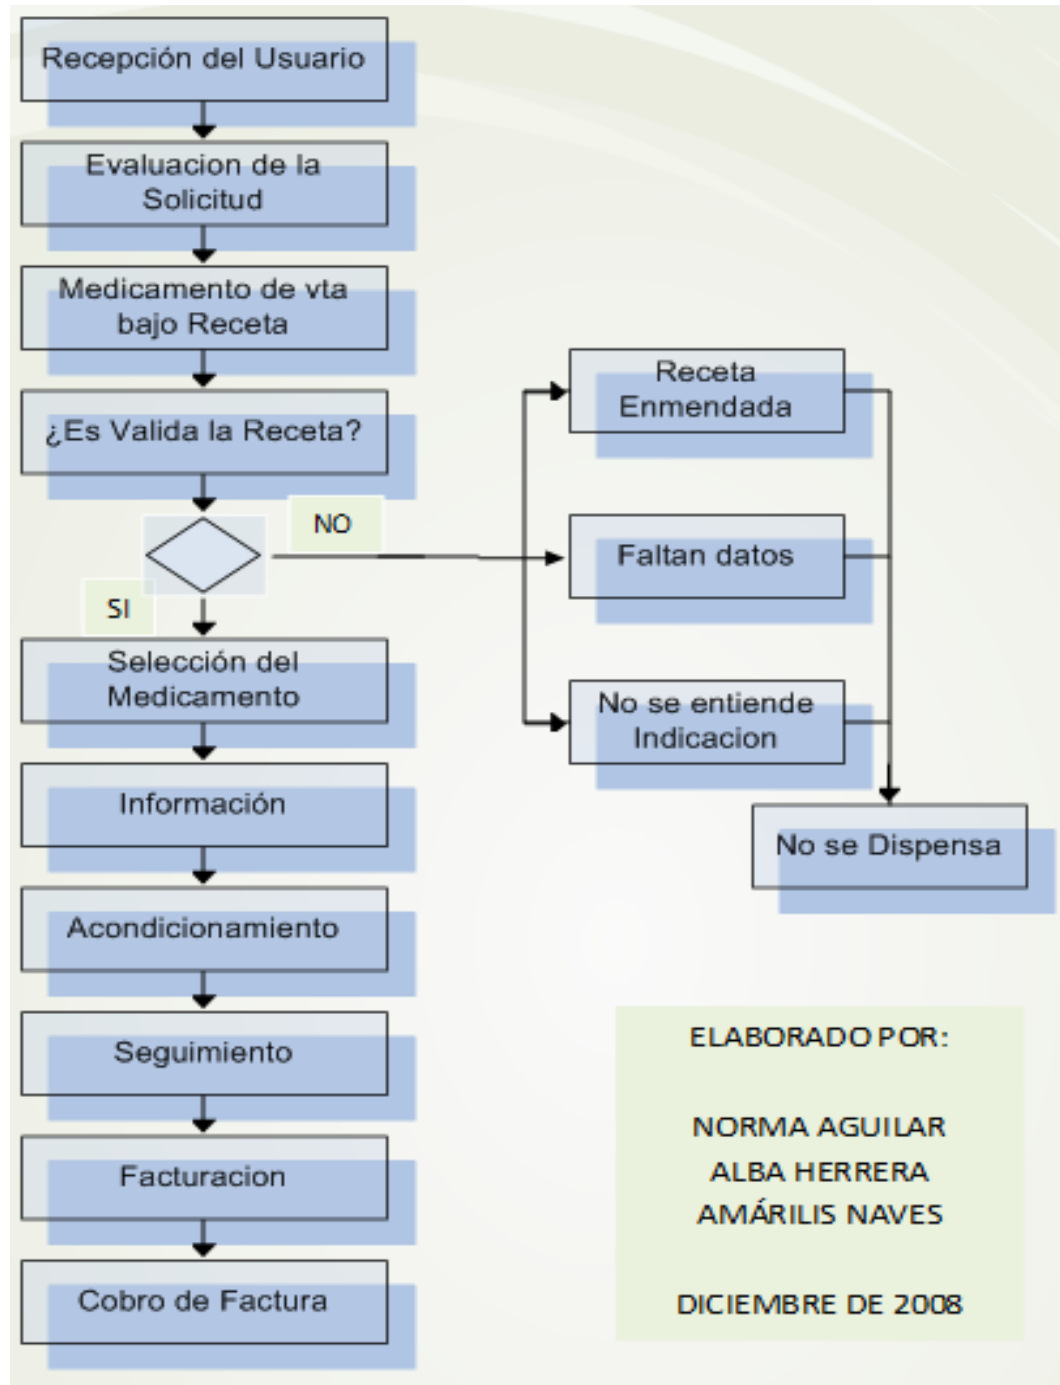 Recepción del Usuario
Evaluacion de la
Solicitud
Medicamento de vta
bajo Receta
¿Es Valida la Receta?
NO
SI
Receta
Enmendada
Faltan datos
No se entiende
Indicacion
No se Dispensa
Selección del
Medicamento
Información
Acondicionamiento
Seguimiento
Facturacion
Cobro de Factura
ELABORADO POR:
NORMA AGUILAR
ALBA HERRERA
AMÁRILIS NAVES
DICIEMBRE DE 2008